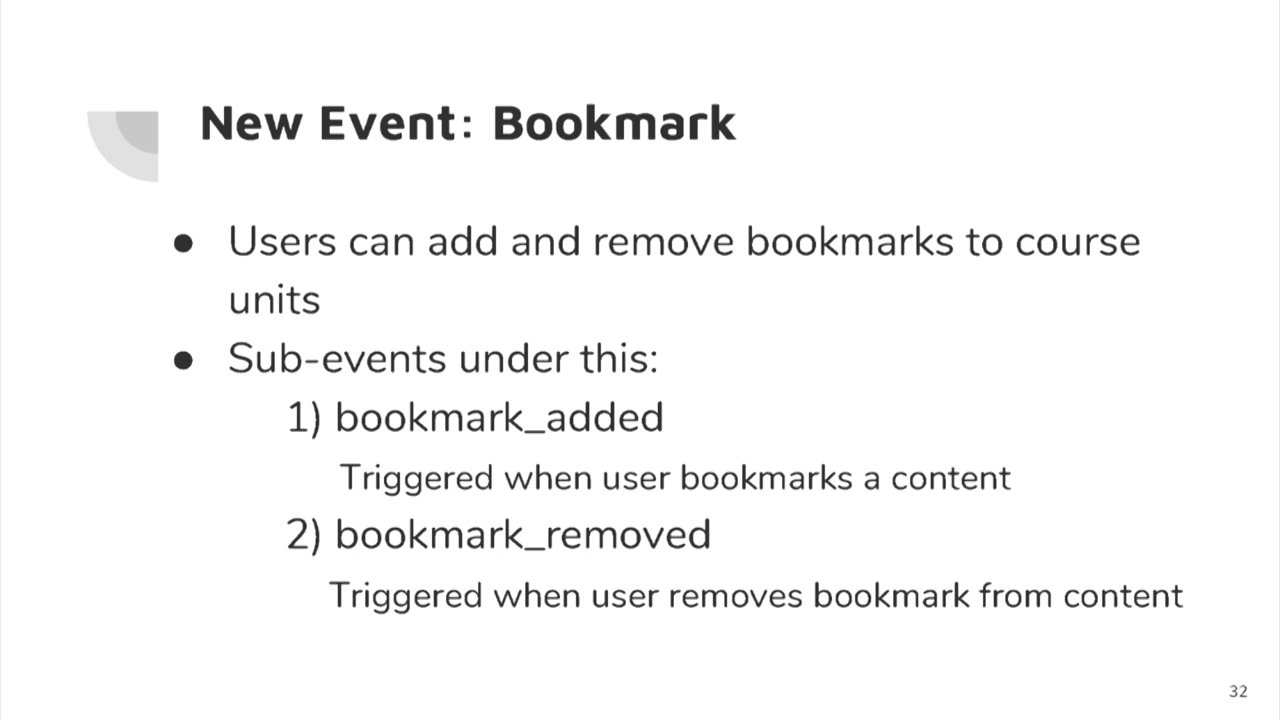 New Event: Bookmark
● Users can add and remove bookmarks to course
units
● Sub-events under this:
1) bookmark_added
Triggered when user bookmarks a content
2) bookmark_removed
Triggered when user removes bookmark from content
32